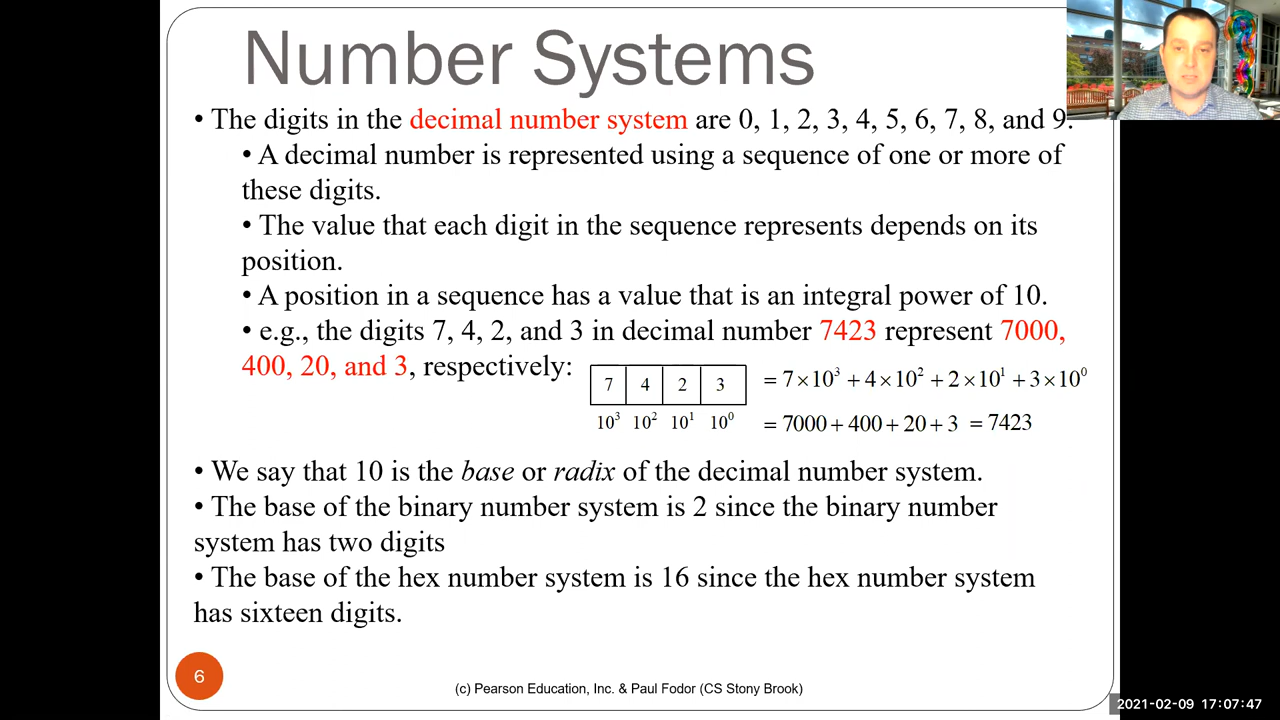 Number Systems
• The digits in the decimal number system are 0, 1, 2, 3, 4, 5, 6, 7, 8, and 9.
• A decimal number is represented using a sequence of one or more of
these digits.
• The value that each digit in the sequence represents depends on its
position.
• A position in a sequence has a value that is an integral power of 10.
• e.g., the digits 7, 4, 2, and 3 in decimal number 7423 represent 7000,
400, 20, and 3, respectively:
7 4 2 3
10³ 10² 10¹ 10⁰
= 7×10³ + 4×10² + 2×10¹ + 3×10⁰
= 7000 + 400 + 20 + 3 = 7423
• We say that 10 is the base or radix of the decimal number system.
• The base of the binary number system is 2 since the binary number
system has two digits
• The base of the hex number system is 16 since the hex number system
has sixteen digits.
6
(c) Pearson Education, Inc. & Paul Fodor (CS Stony Brook)
2021-02-09 17:07:47